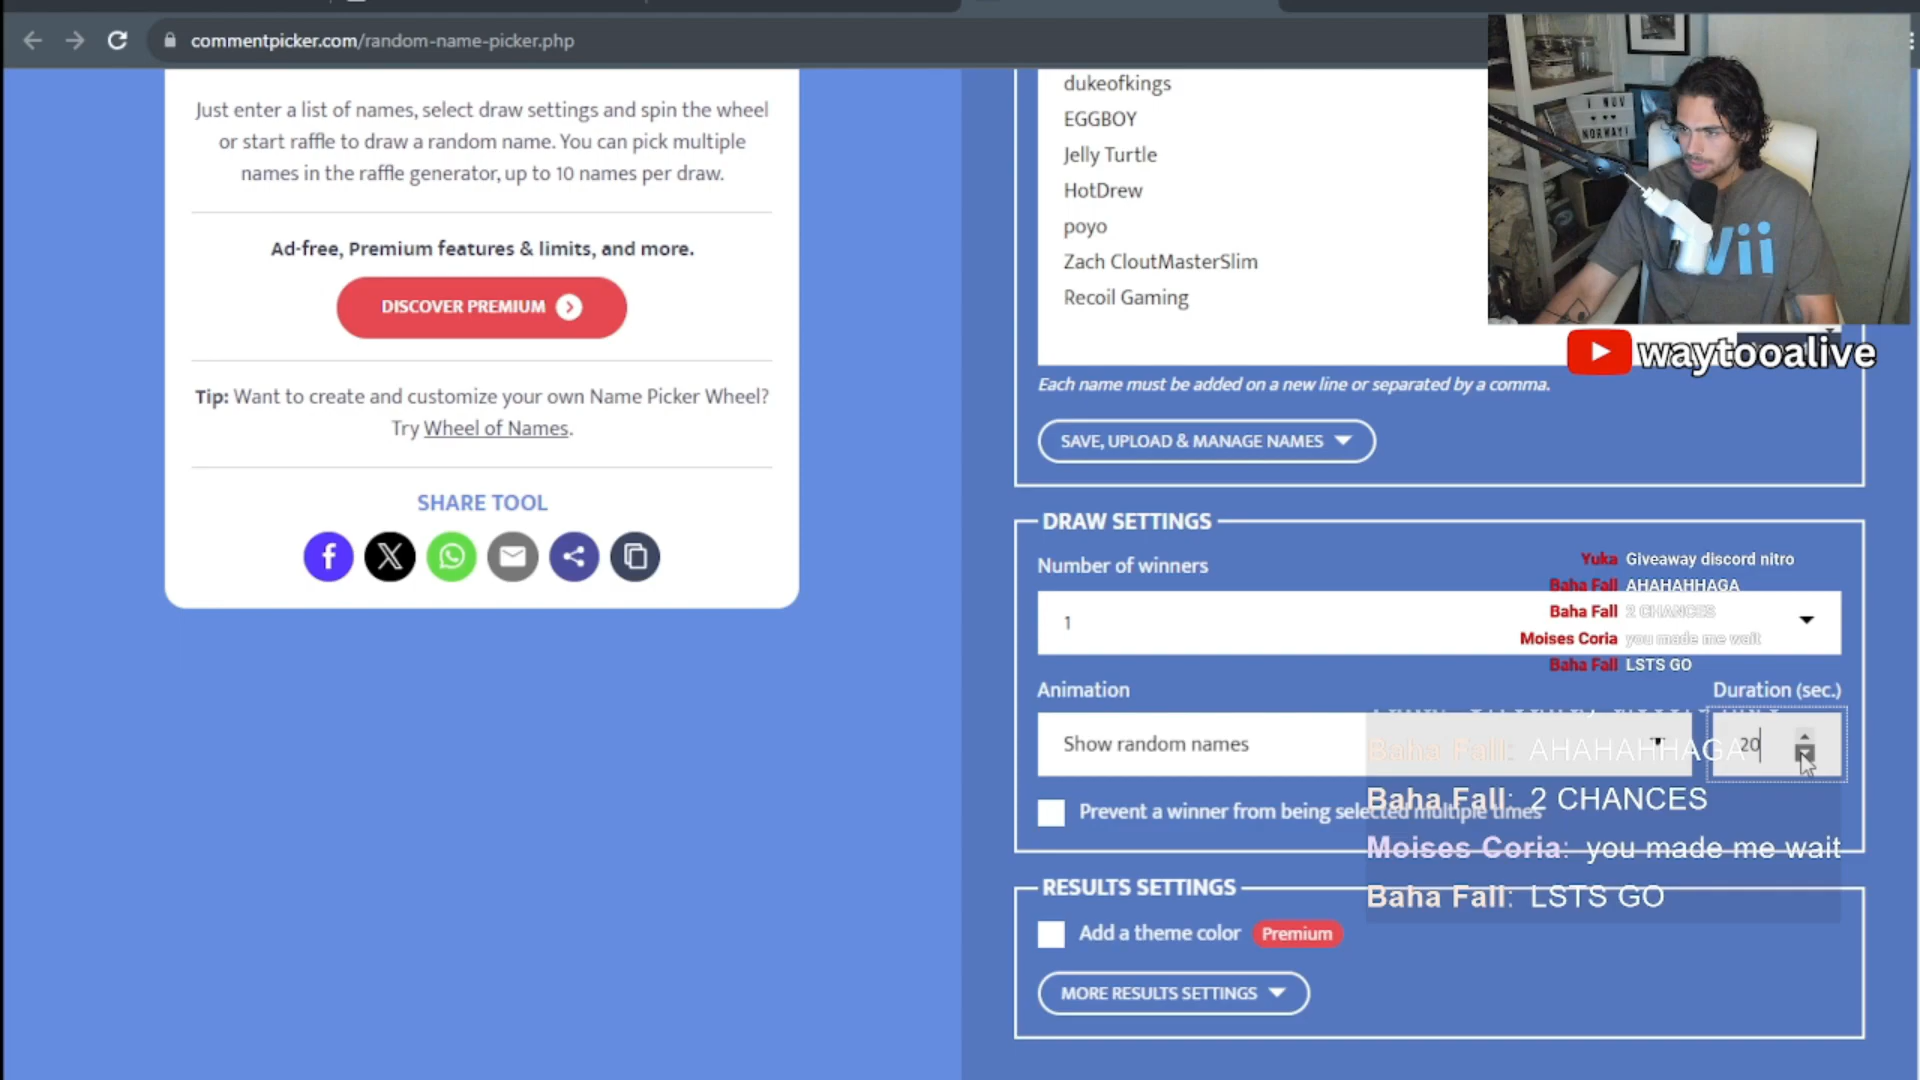 commentpicker.com/random-name-picker.php
Just enter a list of names, select draw settings and spin the wheel
or start raffle to draw a random name. You can pick multiple
names in the raffle generator, up to 10 names per draw.
Ad-free, Premium features & limits, and more.
DISCOVER PREMIUM
Tip: Want to create and customize your own Name Picker Wheel?
Try Wheel of Names.
SHARE TOOL
dukeofkings
EGGBOY
Jelly Turtle
HotDrew
poyo
Zach CloutMasterSlim
Recoil Gaming
I
NORWAY!
Wii
waytooalive
Each name must be added on a new line or separated by a comma.
SAVE, UPLOAD & MANAGE NAMES
DRAW SETTINGS
Number of winners
1
Yuka Giveaway discord nitro
Baha Fall AHAHAHHAGA
Baha Fall 2 CHANCES
Moises Coria you made me wait
Baha Fall LSTS GO
Animation
Duration (sec.)
Show random names
20
Baha Fall: AHAHAHHAGA
Baha Fall: 2 CHANCES
Prevent a winner from being selected multiple times
Moises Coria: you made me wait
Baha Fall: LSTS GO
RESULTS SETTINGS
Add a theme color Premium
MORE RESULTS SETTINGS